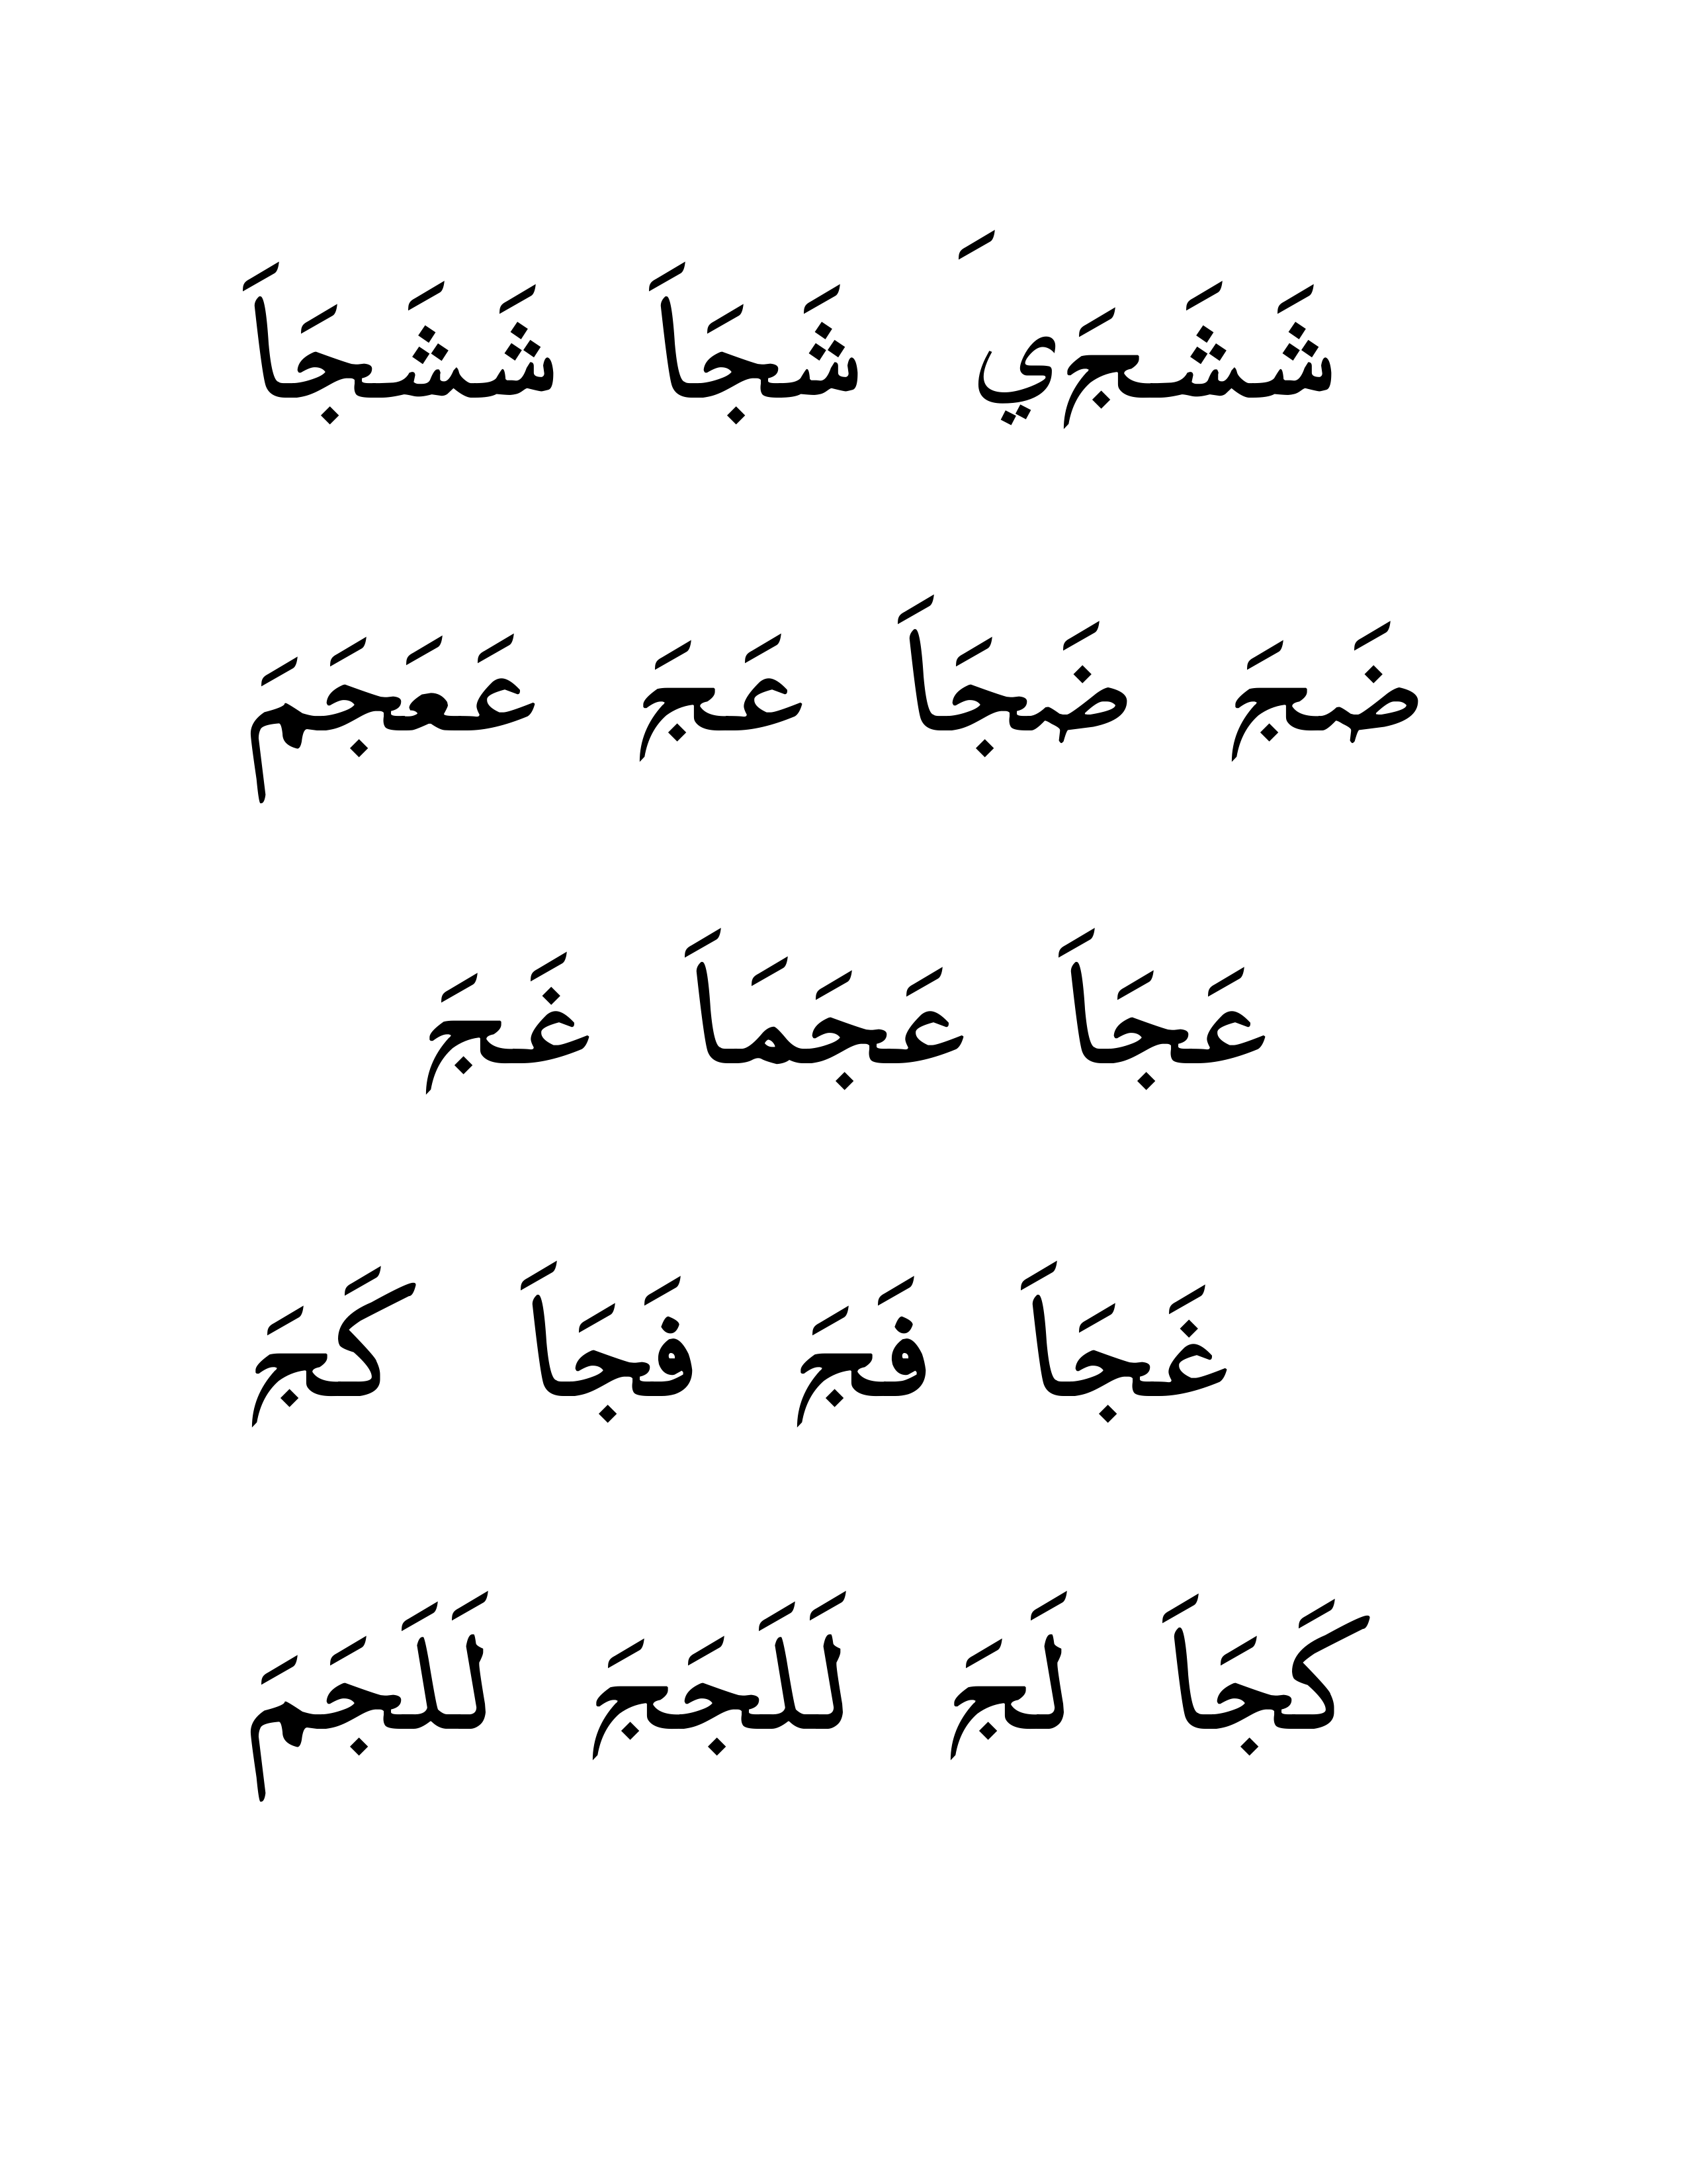 شَشَجَيَ شَجَاَ شَشَجَاَ
ضَجَ ضَجَاَ عَجَ عَعَجَمَ
عَجَاَ عَجَمَاَ غَجَ
غَجَاَ فَجَ فَجَاَ كَجَ
كَجَاَ لَجَ لَلَجَجَ لَلَجَمَ